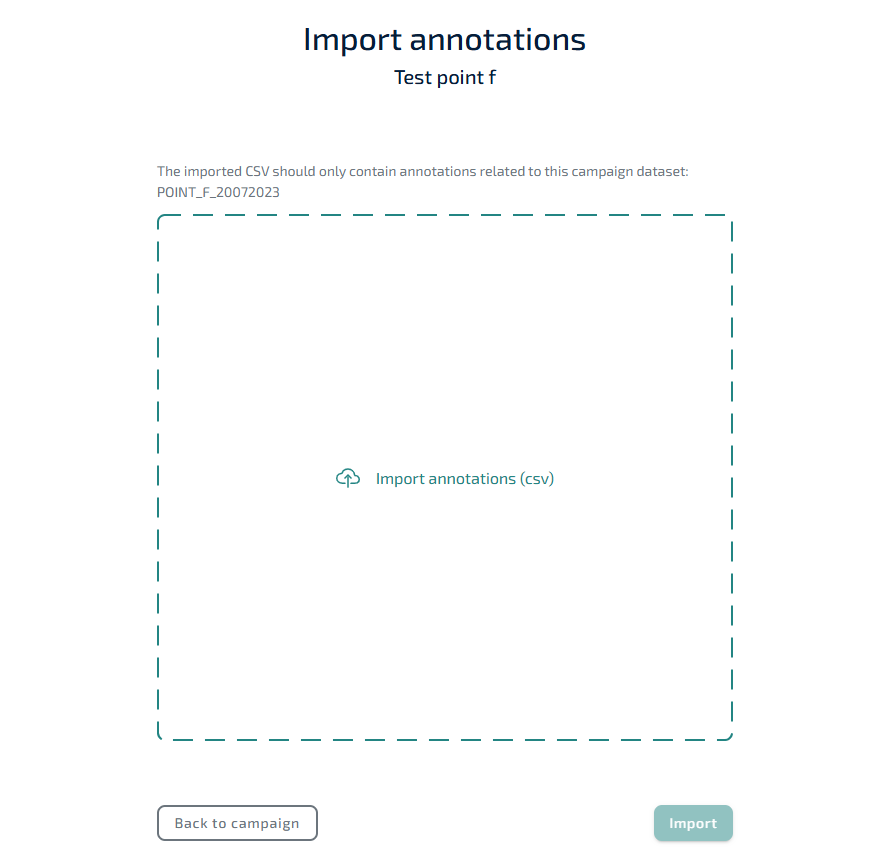 Import annotations
Test point f
The imported CSV should only contain annotations related to this campaign dataset:
POINT_F_20072023
Import annotations (csv)
Back to campaign
Import